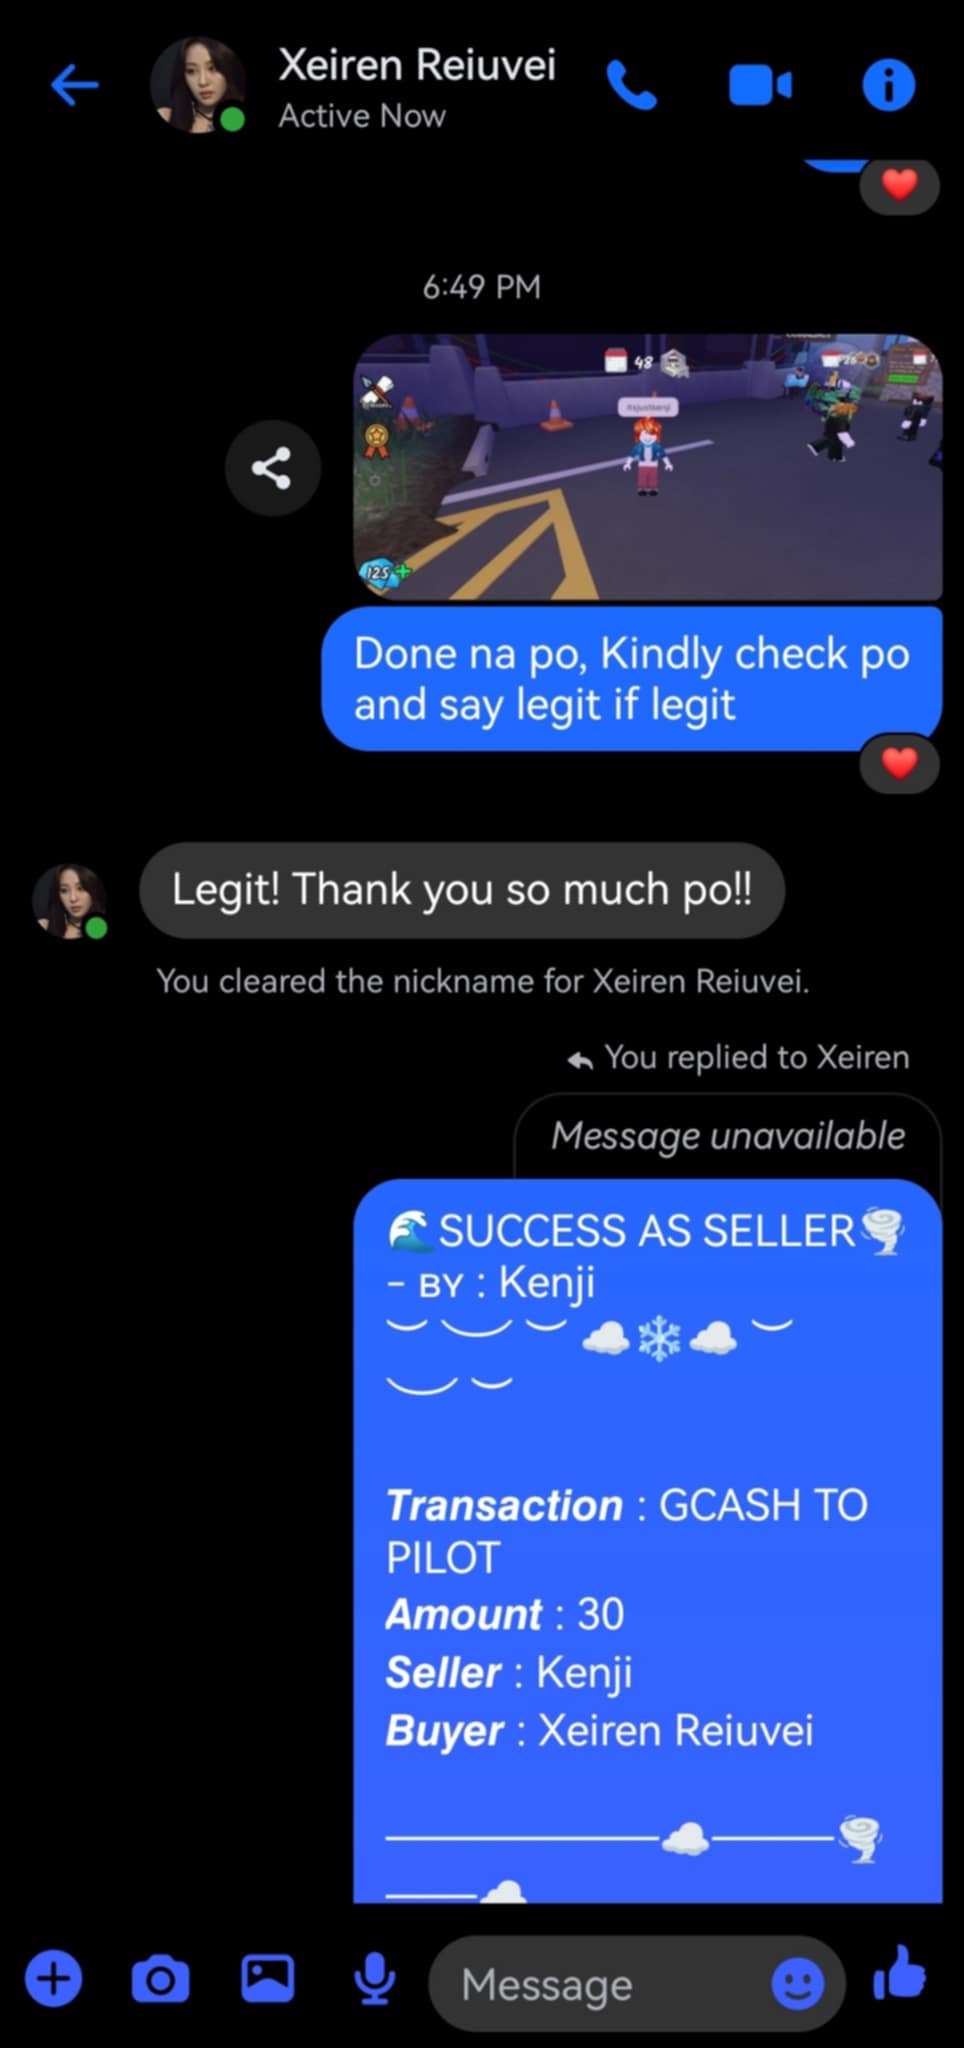 Xeiren Reiuvei
Active Now
6:49 PM
48
125
Done na po, Kindly check po
and say legit if legit
Legit! Thank you so much po!!
You cleared the nickname for Xeiren Reiuvei.
You replied to Xeiren
Message unavailable
🌊SUCCESS AS SELLER🌪️
- ʙʏ : Kenji
Transaction : GCASH TO
PILOT
Amount : 30
Seller : Kenji
Buyer : Xeiren Reiuvei
Message